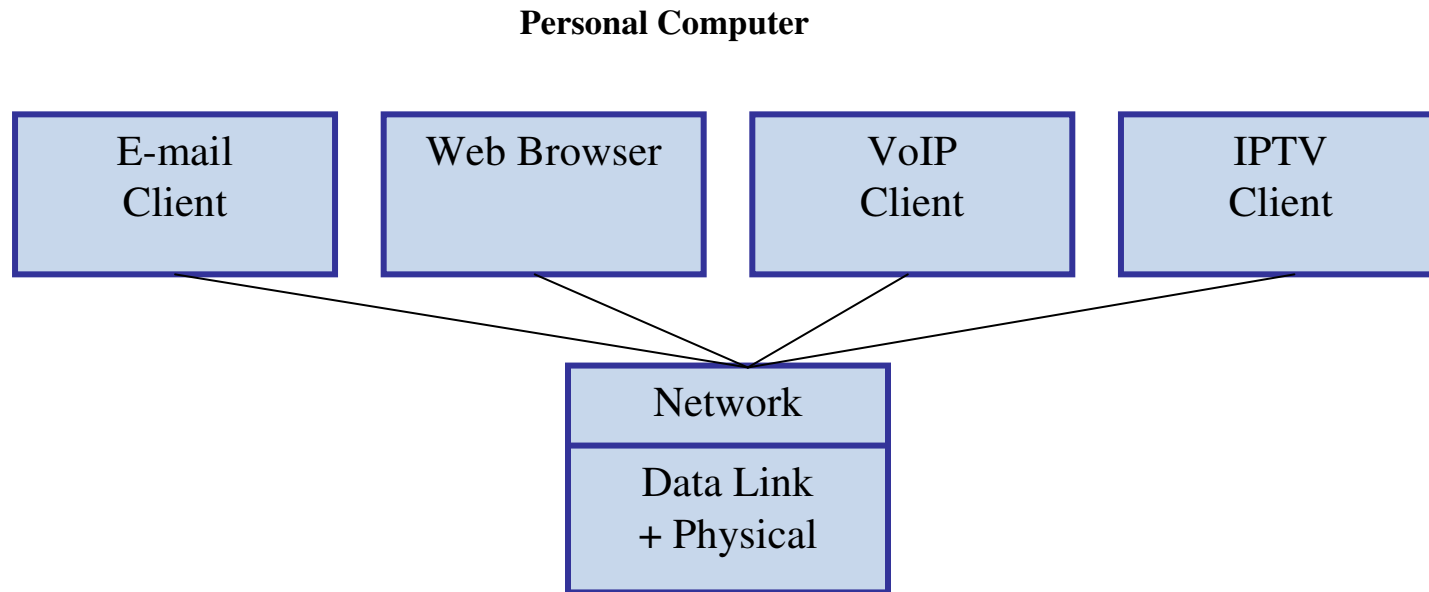 Personal Computer
E-mail
Client
Web Browser
VoIP
Client
IPTV
Client
Network
Data Link
+ Physical